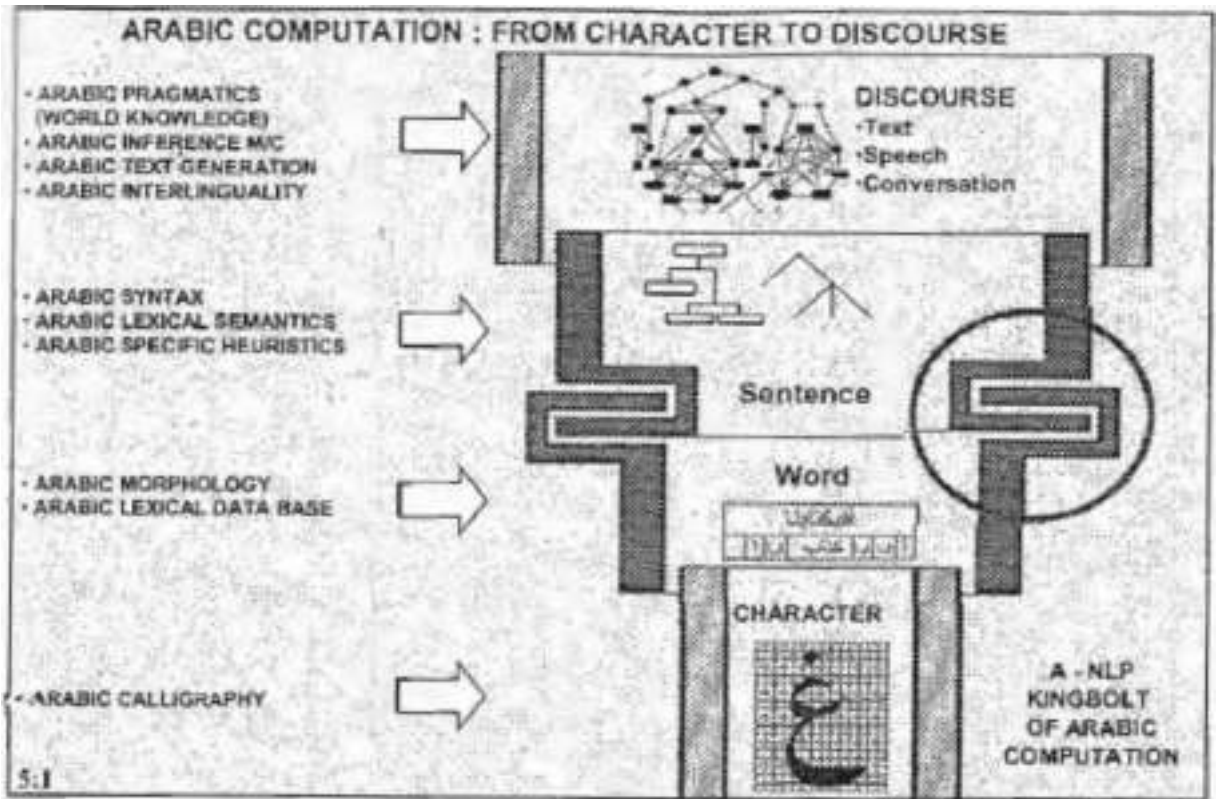 ARABIC COMPUTATION : FROM CHARACTER TO DISCOURSE
· ARABIC PRAGMATICS
(WORLD KNOWLEDGE)
· ARABIC INFERENCE M/C
· ARABIC TEXT GENERATION
· ARABIC INTERLINGUALITY
DISCOURSE
·Text
·Speech
·Conversation
· ARABIC SYNTAX
· ARABIC LEXICAL SEMANTICS
· ARABIC SPECIFIC HEURISTICS
Sentence
· ARABIC MORPHOLOGY
· ARABIC LEXICAL DATA BASE
Word
CHARACTER
خ
· ARABIC CALLIGRAPHY
A - NLP
KINGBOLT
OF ARABIC
COMPUTATION
5:1